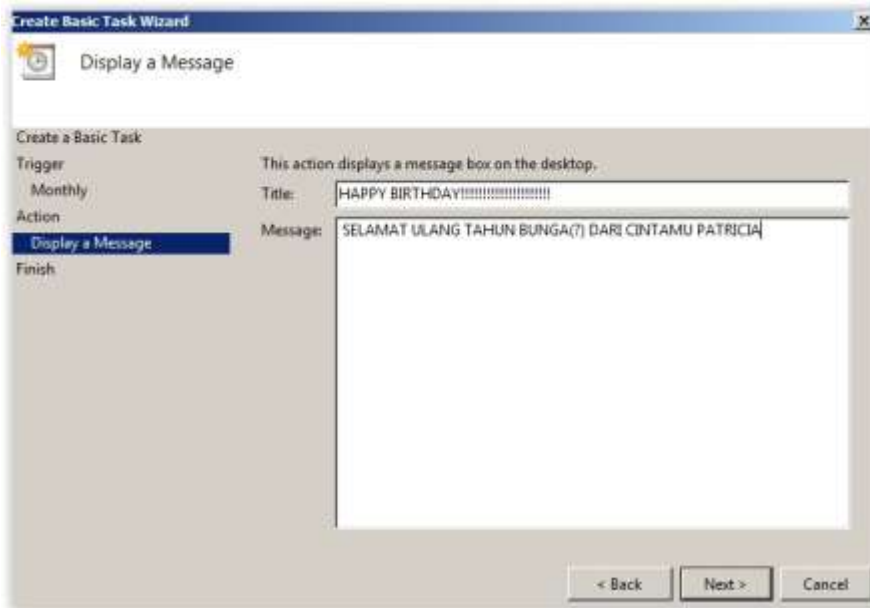 Create Basic Task Wizard
Display a Message
Create a Basic Task
Trigger
Monthly
Action
Display a Message
Finish
This action displays a message box on the desktop.
Title: HAPPY BIRTHDAY!!!!!!!!!!!!!!!!!!!!!!
Message: SELAMAT ULANG TAHUN BUNGA(?) DARI CINTAMU PATRICIA
< Back Next > Cancel